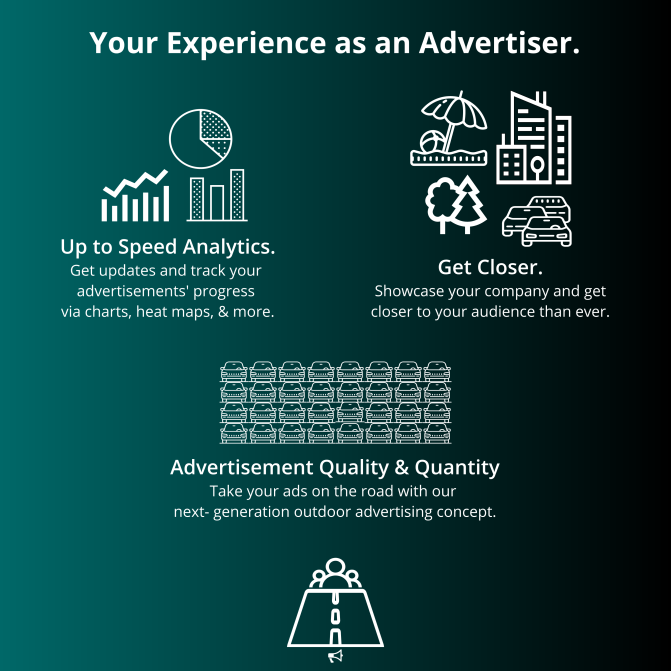 Your Experience as an Advertiser.
Up to Speed Analytics.
Get updates and track your
advertisements' progress
via charts, heat maps, & more.
Get Closer.
Showcase your company and get
closer to your audience than ever.
Advertisement Quality & Quantity
Take your ads on the road with our
next- generation outdoor advertising concept.